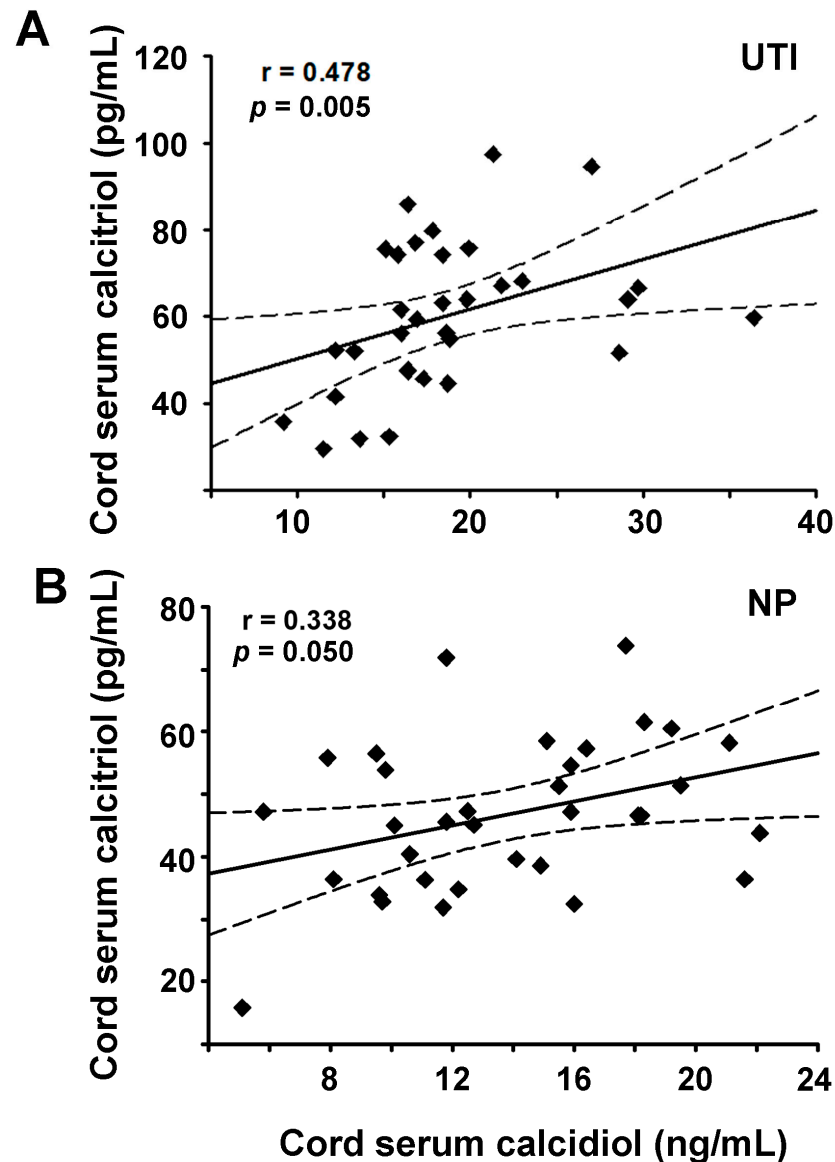 A
UTI
r = 0.478
p = 0.005
Cord serum calcitriol (pg/mL)
120
100
80
60
40
10 20 30 40
B
NP
r = 0.338
p = 0.050
Cord serum calcitriol (pg/mL)
80
60
40
20
8 12 16 20 24
Cord serum calcidiol (ng/mL)